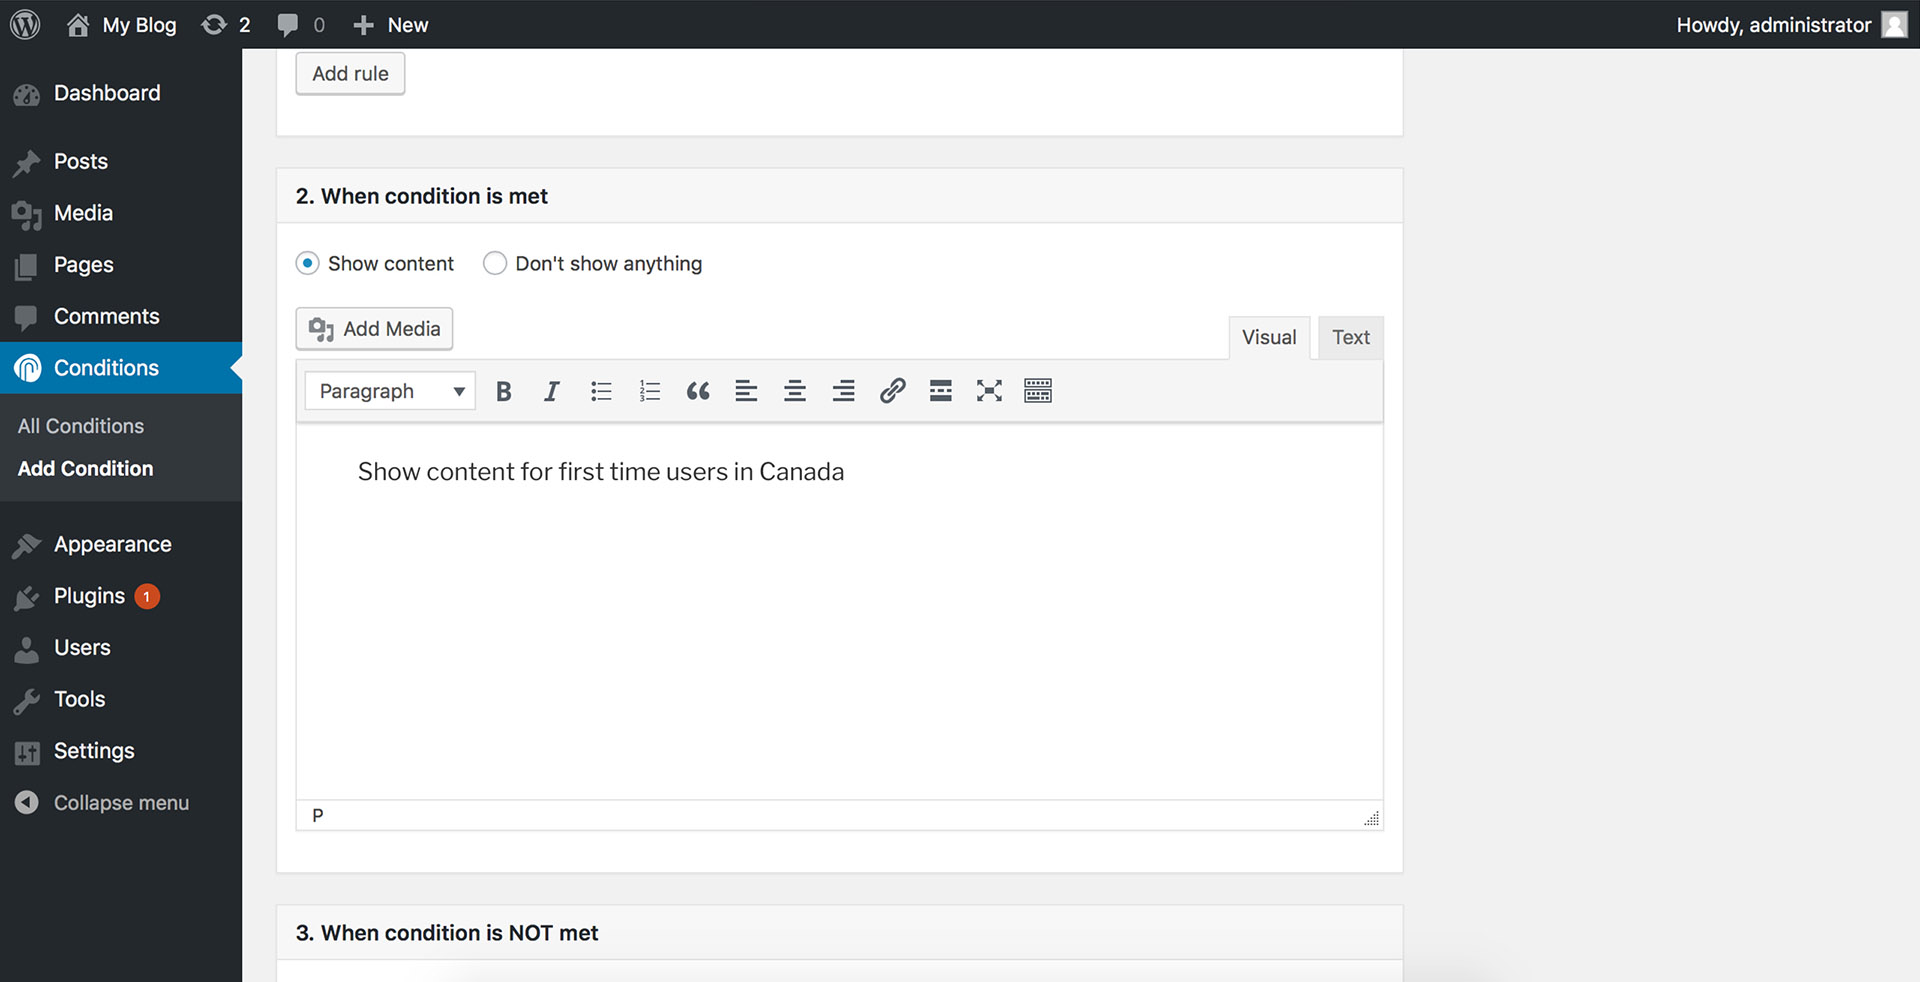 My Blog 2 0 New Howdy, administrator
Dashboard
Posts
Media
Pages
Comments
Conditions
All Conditions
Add Condition
Appearance
Plugins 1
Users
Tools
Settings
Collapse menu
Add rule
2. When condition is met
Show content Don't show anything
Add Media Visual Text
Paragraph
Show content for first time users in Canada
P
3. When condition is NOT met